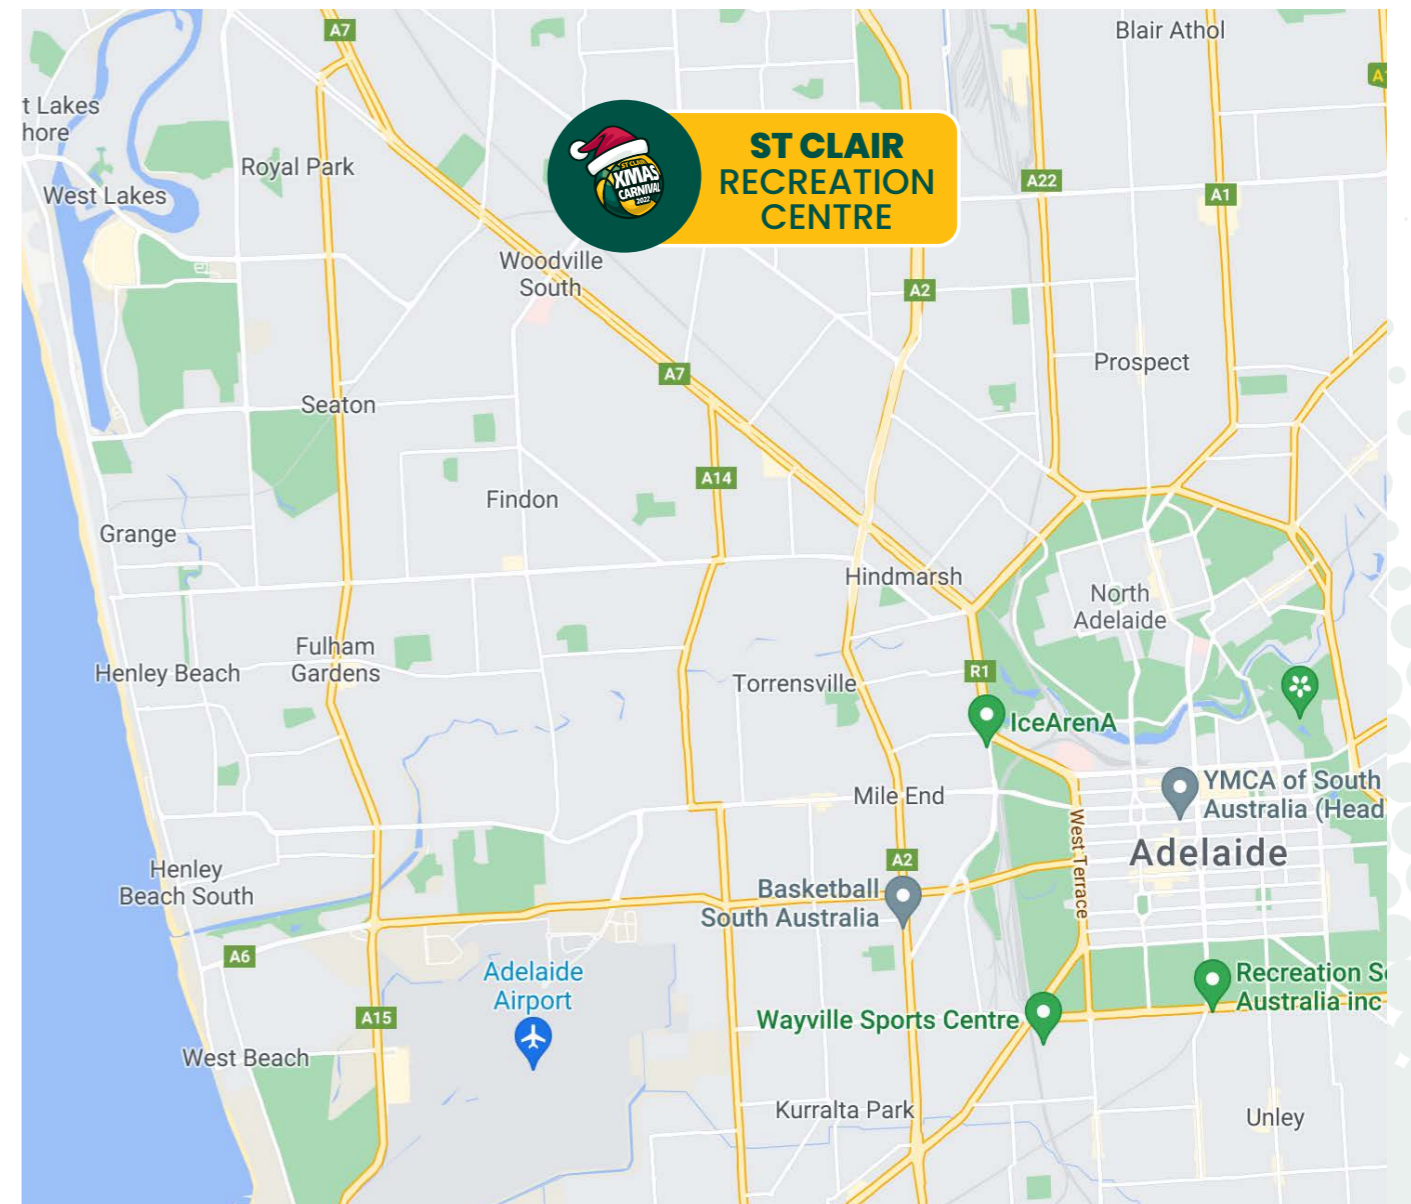 A7
Blair Athol
A
t Lakes
hore
Royal Park
West Lakes
ST CLAIR
XMAS
CARNIVAL
2022
ST CLAIR
RECREATION
CENTRE
A22
A1
Woodville
South
A2
A7
Prospect
Seaton
A14
Findon
Grange
Hindmarsh
North
Adelaide
Fulham
Gardens
Henley Beach
R1
Torrensville
IceArenA
YMCA of South
Australia (Head
Mile End
West Terrace
Adelaide
A2
Henley
Beach South
Basketball
South Australia
A6
Adelaide
Airport
Recreation S
Australia inc
A15
Wayville Sports Centre
West Beach
Kurralta Park
Unley